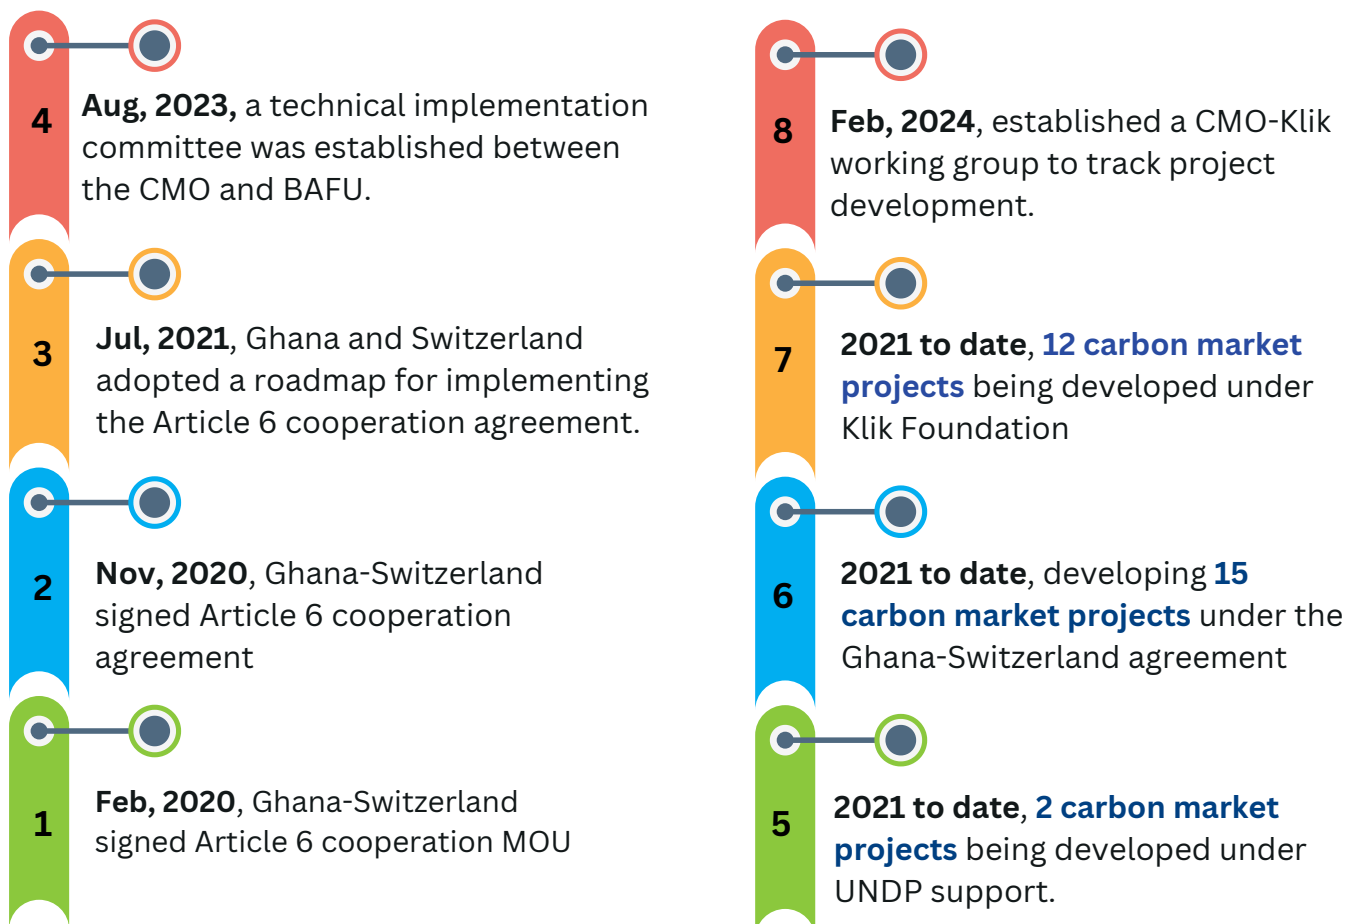 4
Aug, 2023, a technical implementation
committee was established between
the CMO and BAFU.
3
Jul, 2021, Ghana and Switzerland
adopted a roadmap for implementing
the Article 6 cooperation agreement.
2
Nov, 2020, Ghana-Switzerland
signed Article 6 cooperation
agreement
1
Feb, 2020, Ghana-Switzerland
signed Article 6 cooperation MOU
8
Feb, 2024, established a CMO-Klik
working group to track project
development.
7
2021 to date, 12 carbon market
projects being developed under
Klik Foundation
6
2021 to date, developing 15
carbon market projects under the
Ghana-Switzerland agreement
5
2021 to date, 2 carbon market
projects being developed under
UNDP support.